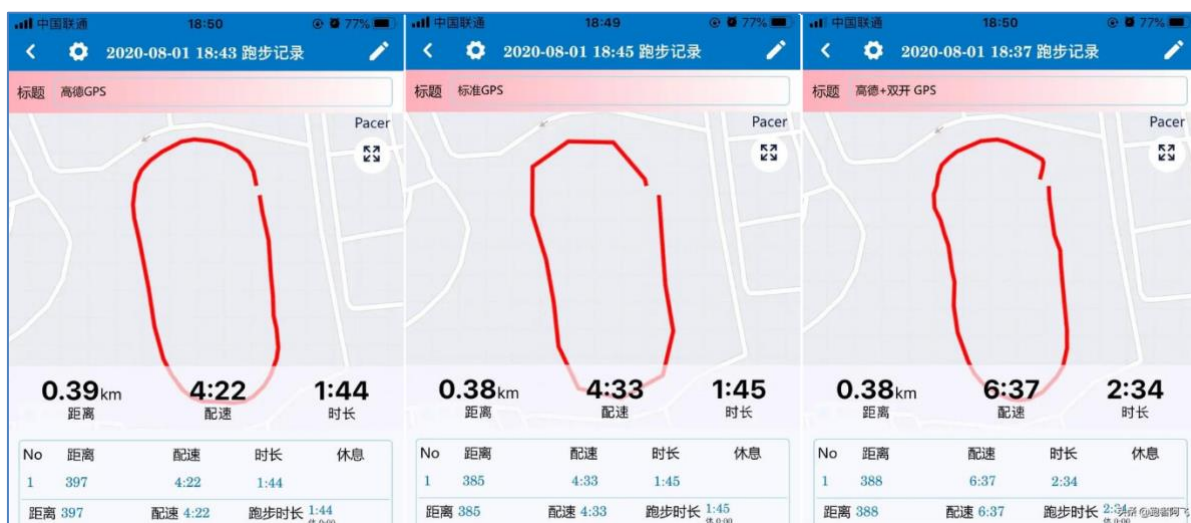 中国联通 18:50 77%
2020-08-01 18:43 跑步记录
标题 高德GPS
Pacer
0.39km 4:22 1:44
距离 配速 时长
No 距离 配速 时长 休息
1 397 4:22 1:44
距离 397 配速 4:22 跑步时长 1:44
中国联通 18:49 77%
2020-08-01 18:45 跑步记录
标题 标准GPS
Pacer
0.38km 4:33 1:45
距离 配速 时长
No 距离 配速 时长 休息
1 385 4:33 1:45
距离 385 配速 4:33 跑步时长 1:45
中国联通 18:50 77%
2020-08-01 18:37 跑步记录
标题 高德+双开 GPS
Pacer
0.38km 6:37 2:34
距离 配速 时长
No 距离 配速 时长 休息
1 388 6:37 2:34
距离 388 配速 6:37 跑步时长 2:34
头条 @跑者阿飞